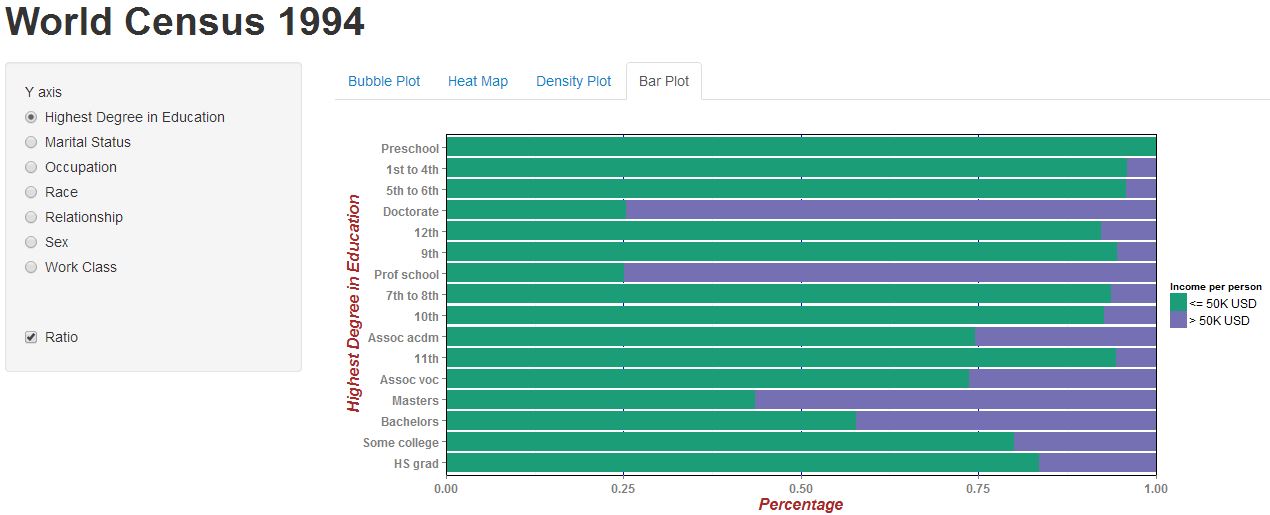 World Census 1994
Y axis
Highest Degree in Education
Marital Status
Occupation
Race
Relationship
Sex
Work Class
Ratio
Bubble Plot
Heat Map
Density Plot
Bar Plot
Highest Degree in Education
Preschool
1st to 4th
5th to 6th
Doctorate
12th
9th
Prof school
7th to 8th
10th
Assoc acdm
11th
Assoc voc
Masters
Bachelors
Some college
HS grad
0.00 0.25 0.50 0.75 1.00
Percentage
Income per person
<= 50K USD
> 50K USD